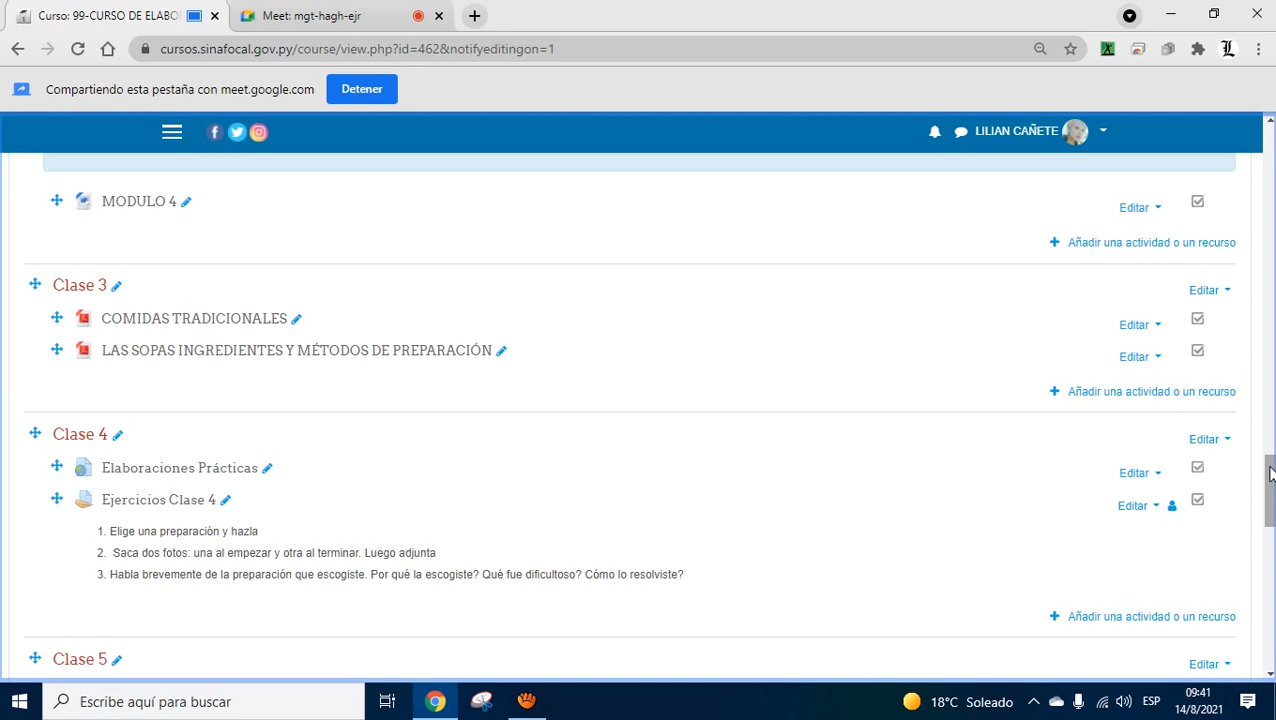 Curso: 99-CURSO DE ELABO
Meet: mgt-hagh-ejr
cursos.sinafocal.gov.py/course/view.php?id=462&notifyeditingon=1
Compartiendo esta pestaña con meet.google.com
Detener
LILIAN CAÑETE
MODULO 4
Editar
Añadir una actividad o un recurso
Clase 3
Editar
COMIDAS TRADICIONALES
Editar
LAS SOPAS INGREDIENTES Y MÉTODOS DE PREPARACIÓN
Editar
Añadir una actividad o un recurso
Clase 4
Editar
Elaboraciones Prácticas
Editar
Ejercicios Clase 4
Editar
1. Elige una preparación y hazla
2. Saca dos fotos: una al empezar y otra al terminar. Luego adjunta
3. Habla brevemente de la preparación que escogiste. Por qué la escogiste? Qué fue dificultoso? Cómo lo resolviste?
Añadir una actividad o un recurso
Clase 5
Editar
Escribe aquí para buscar
18°C Soleado
ESP
09:41
14/8/2021